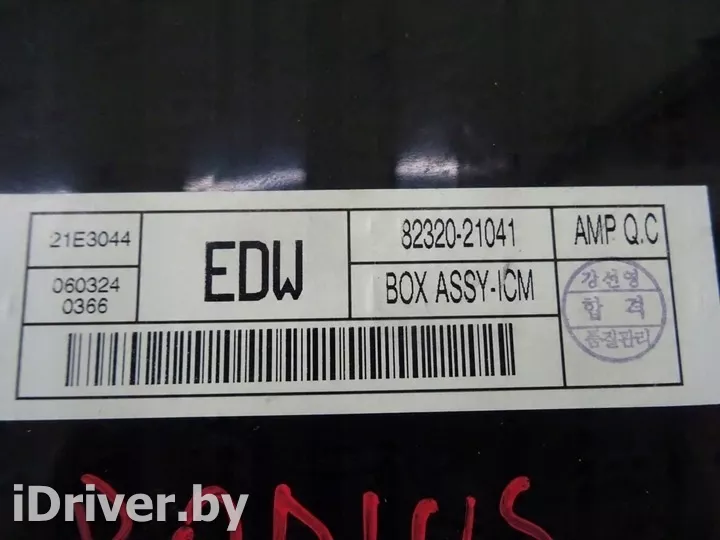 21E3044
060324
0366
EDW
82320-21041
BOX ASSY-ICM
AMP Q.C
강선영
합 격
품질관리
RODIUS
iDriver.by